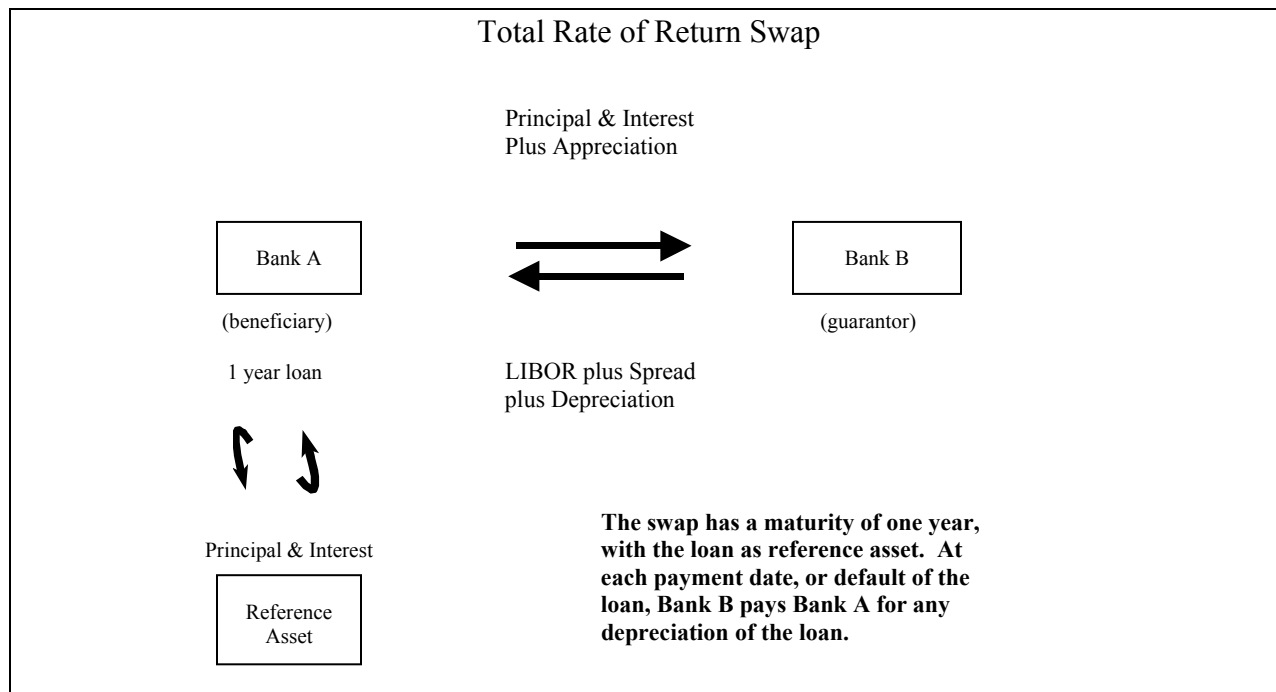 Total Rate of Return Swap
Principal & Interest
Plus Appreciation
Bank A
Bank B
(beneficiary)
(guarantor)
1 year loan
LIBOR plus Spread
plus Depreciation
Principal & Interest
Reference
Asset
The swap has a maturity of one year,
with the loan as reference asset.  At
each payment date, or default of the
loan, Bank B pays Bank A for any
depreciation of the loan.